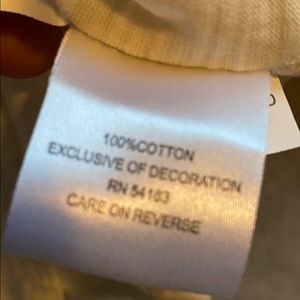 100%COTTON
EXCLUSIVE OF DECORATION
RN 54163
CARE ON REVERSE